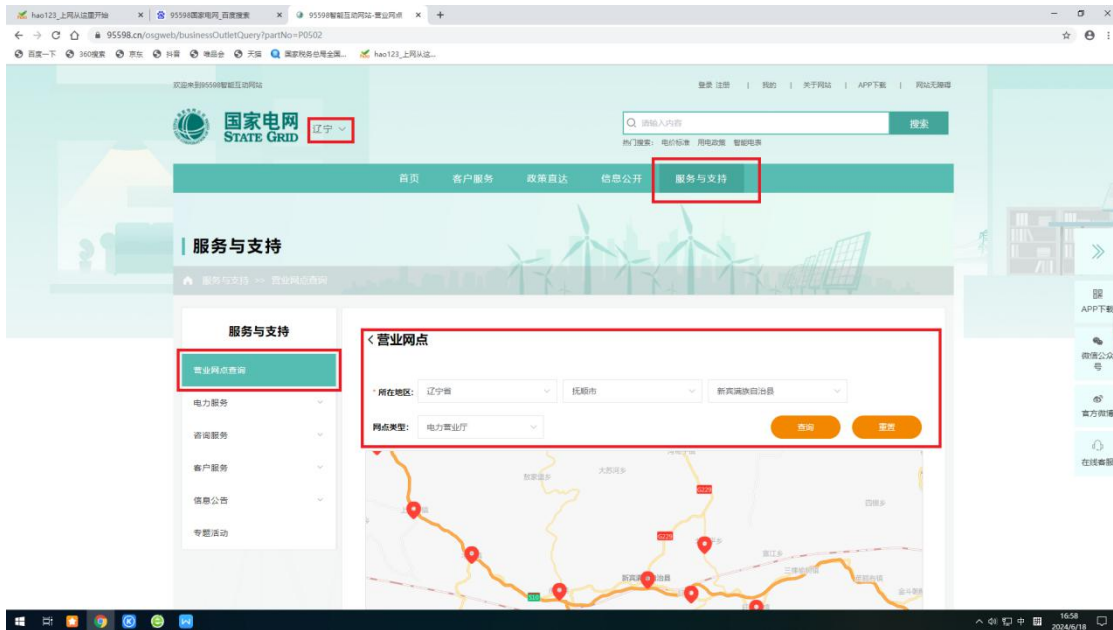 hao123_上网从这里开始
95598国家电网_百度搜索
95598智能互动网站-营业网点
95598.cn/osgweb/businessOutletQuery?partNo=P0502
百度一下 360搜索 京东 抖音 唯品会 天猫 国家税务总局全国... hao123_上网从这...
欢迎来到95598智能互动网站
登录 注册 | 我的 | 关于网站 | APP下载 | 网站无障碍
国家电网
STATE GRID
辽宁
请输入内容
搜索
热门搜索: 电价标准 用电政策 智能电表
首页 客户服务 政策直达 信息公开 服务与支持
服务与支持
服务与支持 >> 营业网点查询
APP下载
微信公众号
官方微博
在线客服
服务与支持
营业网点查询
电力服务
咨询服务
客户服务
信息公告
专题活动
营业网点
* 所在地区: 辽宁省 抚顺市 新宾满族自治县
网点类型: 电力营业厅 查询 重置
大苏河乡
G229
四棚乡
G229
S10
16:58
中
2024/6/18